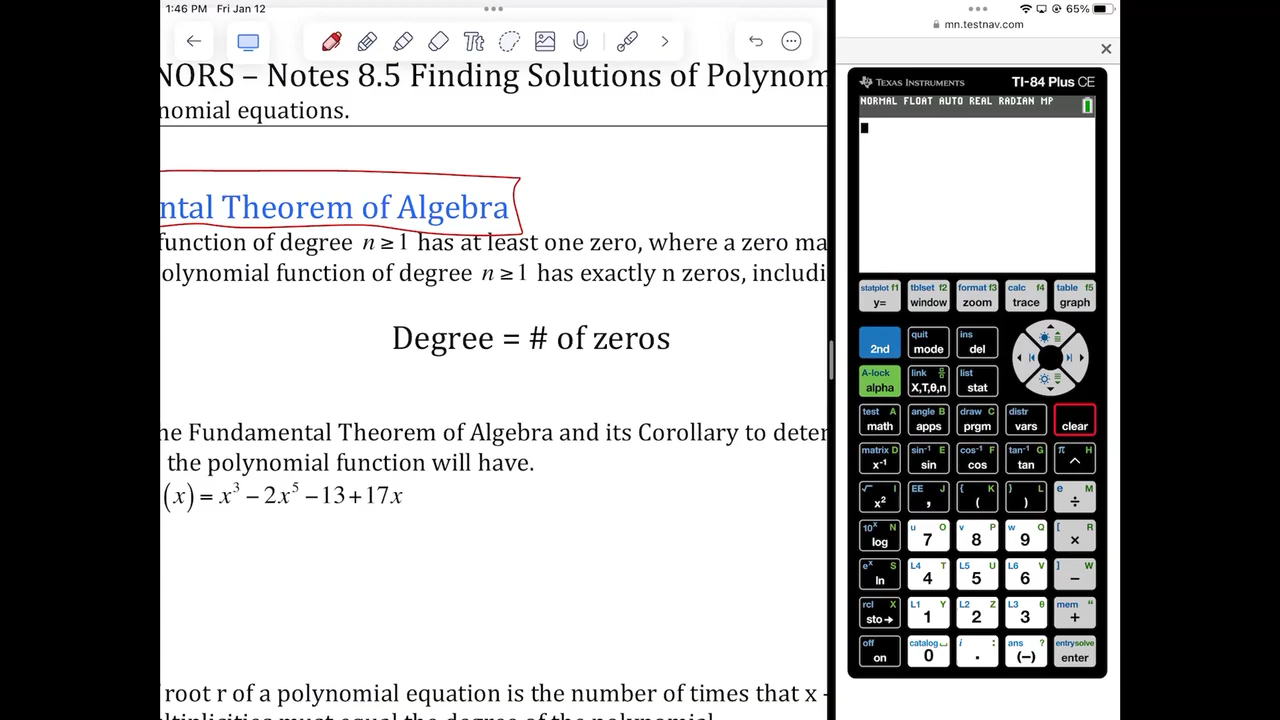 1:46 PM Fri Jan 12
65%
mn.testnav.com
NORS – Notes 8.5 Finding Solutions of Polynom
nomial equations.
ntal Theorem of Algebra
function of degree n ≥ 1 has at least one zero, where a zero ma
olynomial function of degree n ≥ 1 has exactly n zeros, includi
Degree = # of zeros
he Fundamental Theorem of Algebra and its Corollary to deter
the polynomial function will have.
(x) = x³ − 2x⁵ − 13 + 17x
root r of a polynomial equation is the number of times that x -
ltiplicities must equal the degree of the polynomial
TEXAS INSTRUMENTS TI-84 Plus CE
NORMAL FLOAT AUTO REAL RADIAN MP
statplot f1 tblset f2 format f3 calc f4 table f5
y= window zoom trace graph
quit ins
2nd mode del
A-lock link list
alpha X,T,θ,n stat
test A angle B draw C distr
math apps prgm vars clear
matrix D sin⁻¹ E cos⁻¹ F tan⁻¹ G π H
x⁻¹ sin cos tan ^
√ I EE J { K } L e M
x² , ( ) ÷
10ˣ N u O v P w Q [ R
log 7 8 9 ×
eˣ S L4 T L5 U L6 V ] W
ln 4 5 6 −
rcl X L1 Y L2 Z L3 θ mem "
sto→ 1 2 3 +
off catalog i : ans ? entry solve
on 0 . (−) enter